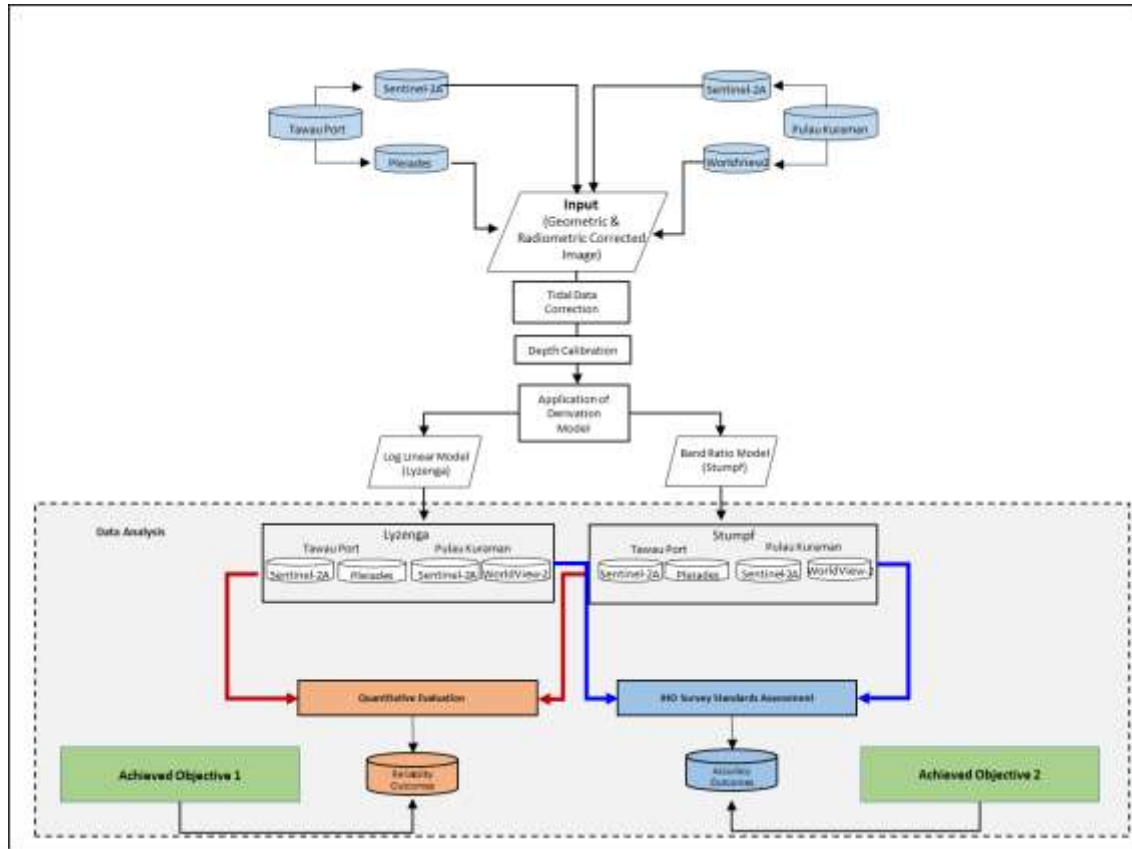 Sentinel-2A
Sentinel-2A
Tawau Port
Pulau Kuraman
Pleiades
WorldView2
Input
(Geometric &
Radiometric Corrected
Image)
Tidal Data
Correction
Depth Calibration
Application of
Derivation
Model
Log Linear Model
(Lyzenga)
Band Ratio Model
(Stumpf)
Data Analysis
Lyzenga
Tawau Port
Pulau Kuraman
Sentinel-2A
Pleiades
Sentinel-2A
WorldView-2
Stumpf
Tawau Port
Pulau Kuraman
Sentinel-2A
Pleiades
Sentinel-2A
WorldView-2
Quantitative Evaluation
IHO Survey Standards Assessment
Achieved Objective 1
Reliability
Outcomes
Accuracy
Outcomes
Achieved Objective 2